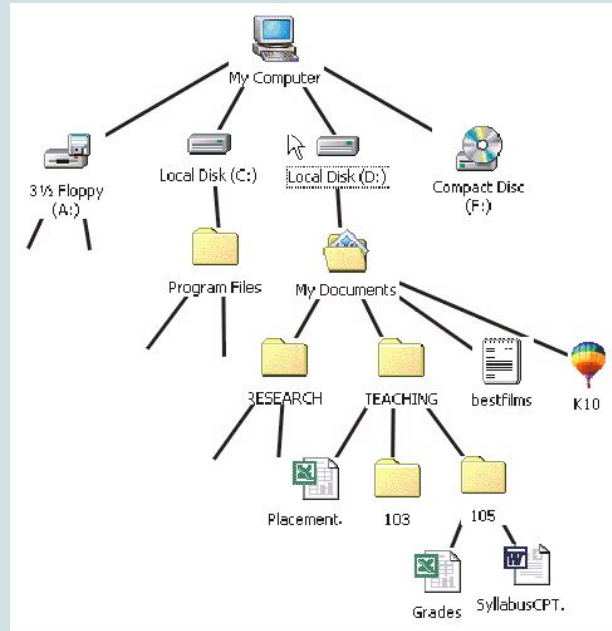 My Computer
3½ Floppy
(A:)
Local Disk (C:)
Local Disk (D:)
Compact Disc
(F:)
Program Files
My Documents
RESEARCH
TEACHING
bestfilms
K10
Placement.
103
105
Grades
SyllabusCPT.